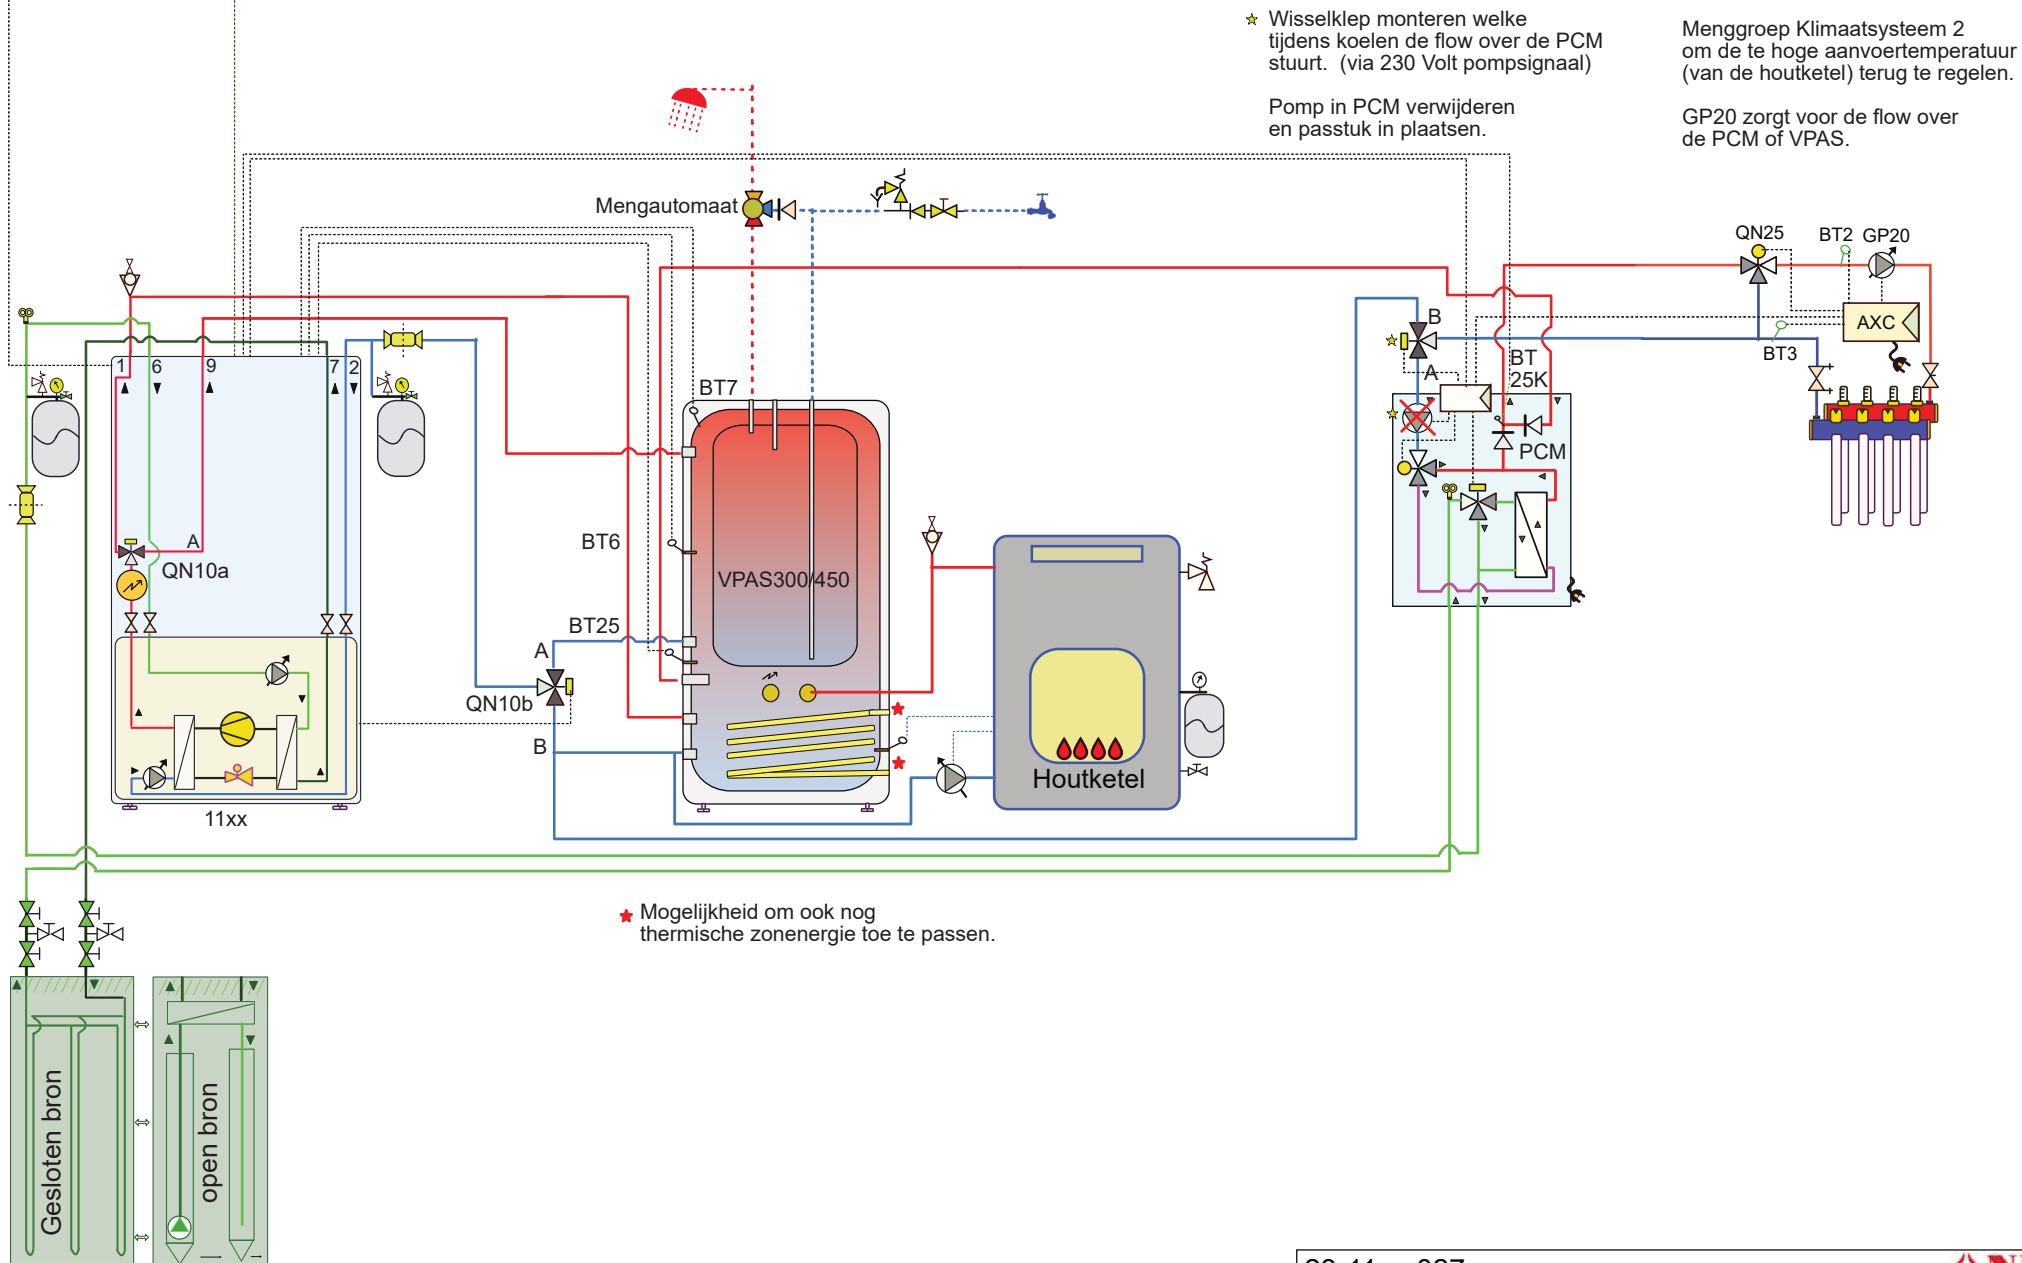 Wisselklep monteren welke
tijdens koelen de flow over de PCM
stuurt. (via 230 Volt pompsignaal)
Pomp in PCM verwijderen
en passtuk in plaatsen.
Menggroep Klimaatsysteem 2
om de te hoge aanvoertemperatuur
(van de houtketel) terug te regelen.
GP20 zorgt voor de flow over
de PCM of VPAS.
Mengautomaat
QN25
BT2
GP20
AXC
BT3
B
A
BT
25K
PCM
1
6
9
7
2
A
QN10a
11xx
BT7
BT6
VPAS300/450
BT25
A
QN10b
B
Houtketel
Mogelijkheid om ook nog
thermische zonenergie toe te passen.
Gesloten bron
open bron